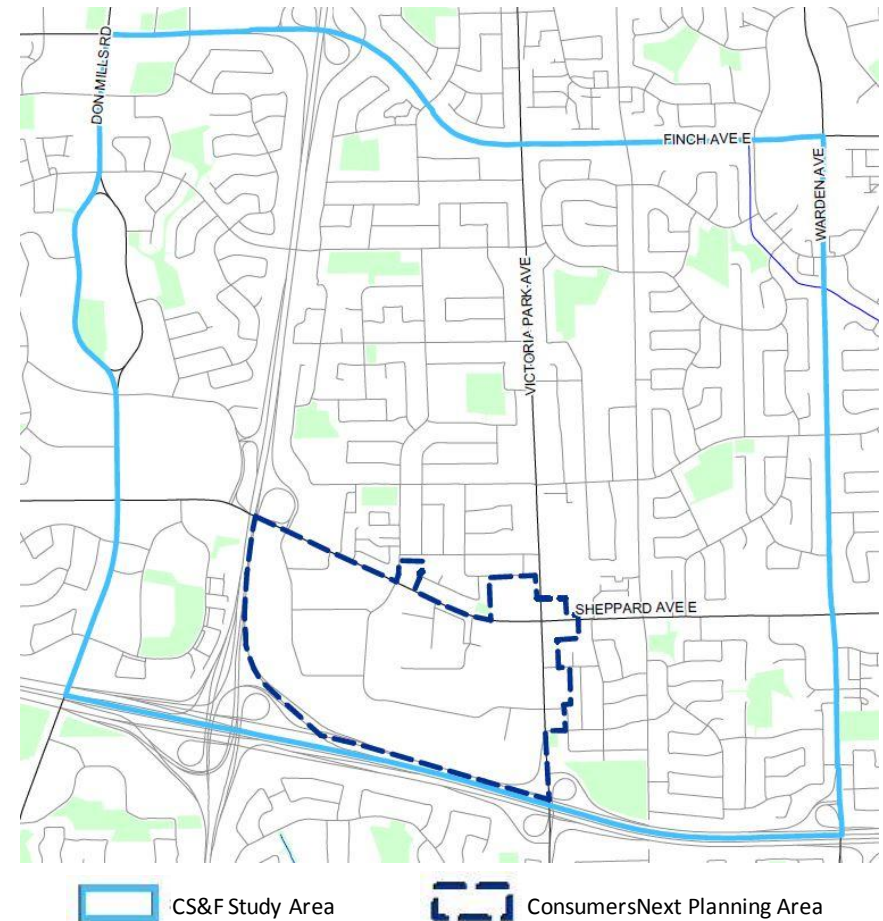 DON MILLS RD
FINCH AVE E
WARDEN AVE
VICTORIA PARK AVE
SHEPPARD AVE E
CS&F Study Area
ConsumersNext Planning Area